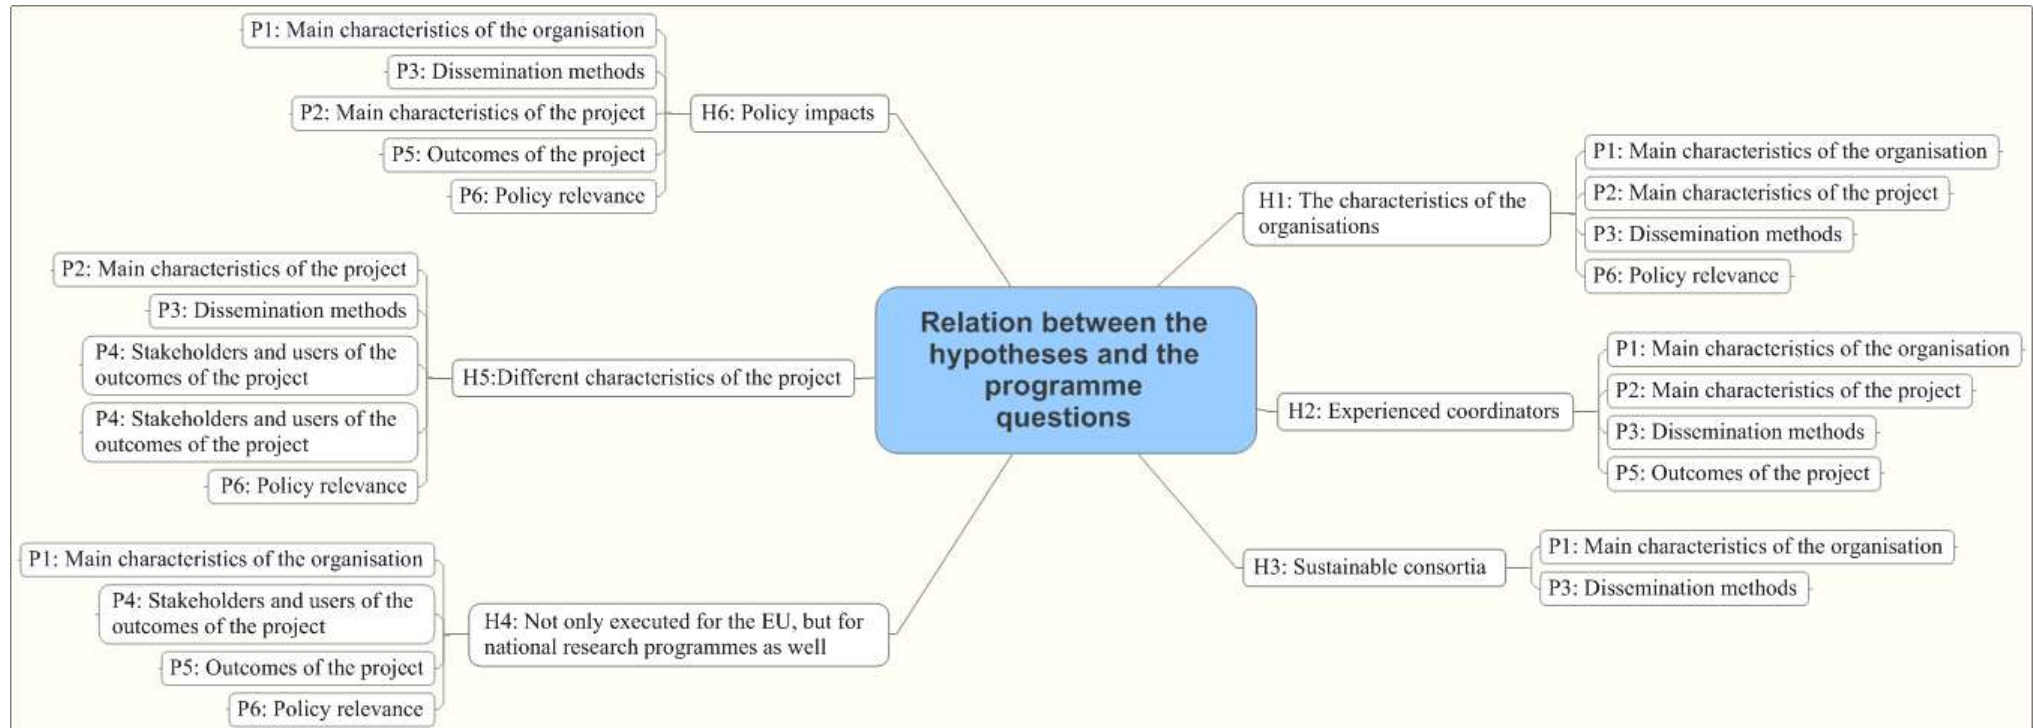 P1: Main characteristics of the organisation
P3: Dissemination methods
P2: Main characteristics of the project
P5: Outcomes of the project
P6: Policy relevance
H6: Policy impacts
P2: Main characteristics of the project
P3: Dissemination methods
P4: Stakeholders and users of the
outcomes of the project
P4: Stakeholders and users of the
outcomes of the project
P6: Policy relevance
H5:Different characteristics of the project
P1: Main characteristics of the organisation
P4: Stakeholders and users of the
outcomes of the project
P5: Outcomes of the project
P6: Policy relevance
H4: Not only executed for the EU, but for
national research programmes as well
Relation between the
hypotheses and the
programme
questions
H1: The characteristics of the
organisations
P1: Main characteristics of the organisation
P2: Main characteristics of the project
P3: Dissemination methods
P6: Policy relevance
H2: Experienced coordinators
P1: Main characteristics of the organisation
P2: Main characteristics of the project
P3: Dissemination methods
P5: Outcomes of the project
H3: Sustainable consortia
P1: Main characteristics of the organisation
P3: Dissemination methods